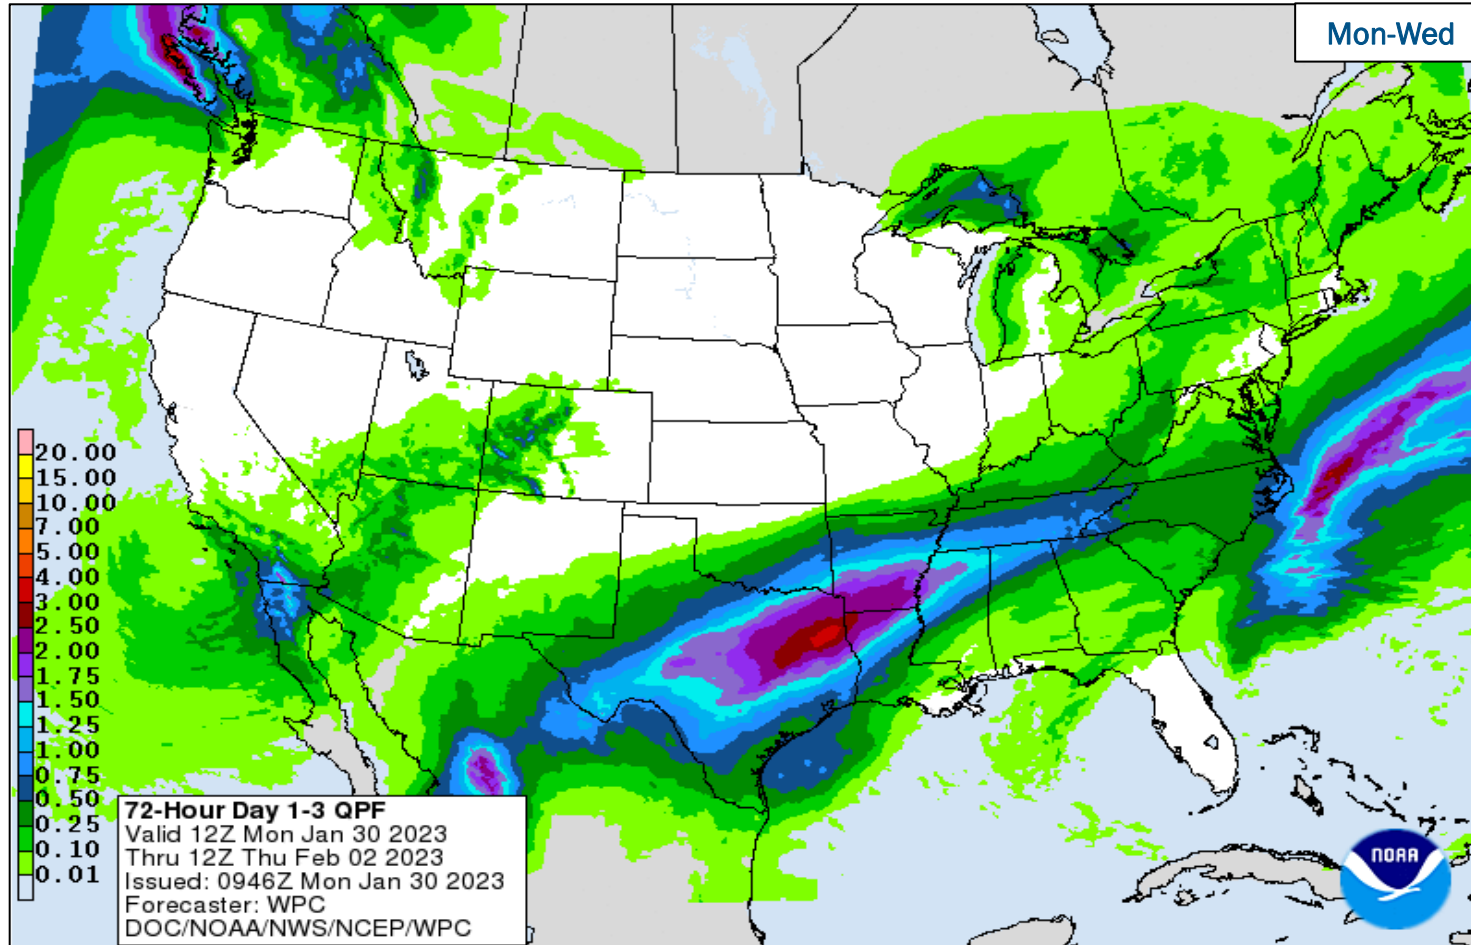 Mon-Wed
20.00
15.00
10.00
7.00
5.00
4.00
3.00
2.50
2.00
1.75
1.50
1.25
1.00
0.75
0.50
0.25
0.10
0.01
72-Hour Day 1-3 QPF
Valid 12Z Mon Jan 30 2023
Thru 12Z Thu Feb 02 2023
Issued: 0946Z Mon Jan 30 2023
Forecaster: WPC
DOC/NOAA/NWS/NCEP/WPC
NOAA